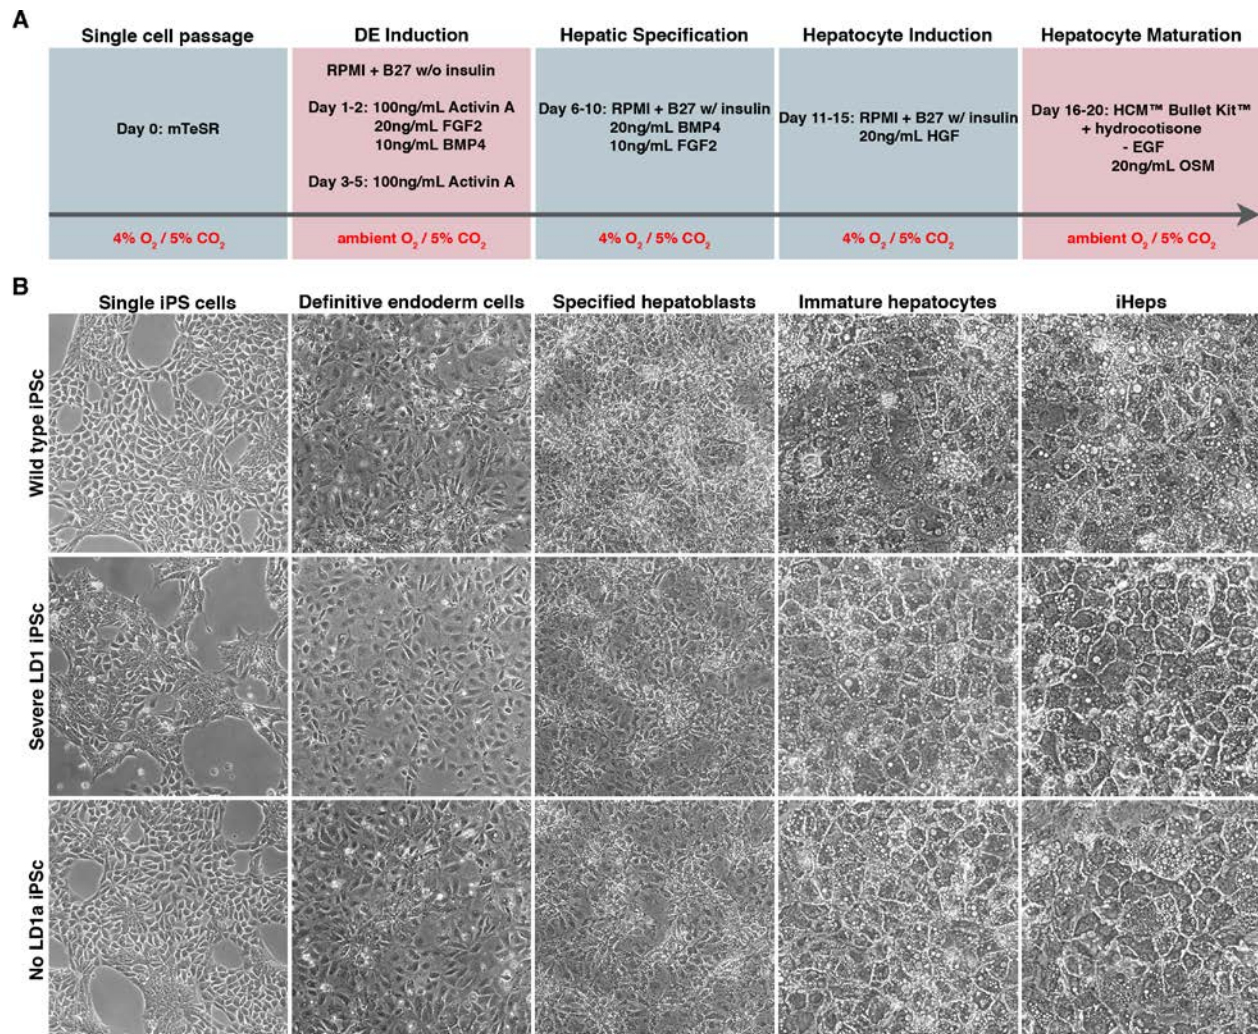 A
Single cell passage
DE Induction
Hepatic Specification
Hepatocyte Induction
Hepatocyte Maturation
Day 0: mTeSR
RPMI + B27 w/o insulin
Day 1-2: 100ng/mL Activin A
20ng/mL FGF2
10ng/mL BMP4
Day 3-5: 100ng/mL Activin A
Day 6-10: RPMI + B27 w/ insulin
20ng/mL BMP4
10ng/mL FGF2
Day 11-15: RPMI + B27 w/ insulin
20ng/mL HGF
Day 16-20: HCM™ Bullet Kit™
+ hydrocotisone
- EGF
20ng/mL OSM
4% O₂ / 5% CO₂
ambient O₂ / 5% CO₂
4% O₂ / 5% CO₂
4% O₂ / 5% CO₂
ambient O₂ / 5% CO₂
B
Single iPS cells
Definitive endoderm cells
Specified hepatoblasts
Immature hepatocytes
iHeps
Wild type iPSc
Severe LD1 iPSc
No LD1a iPSc